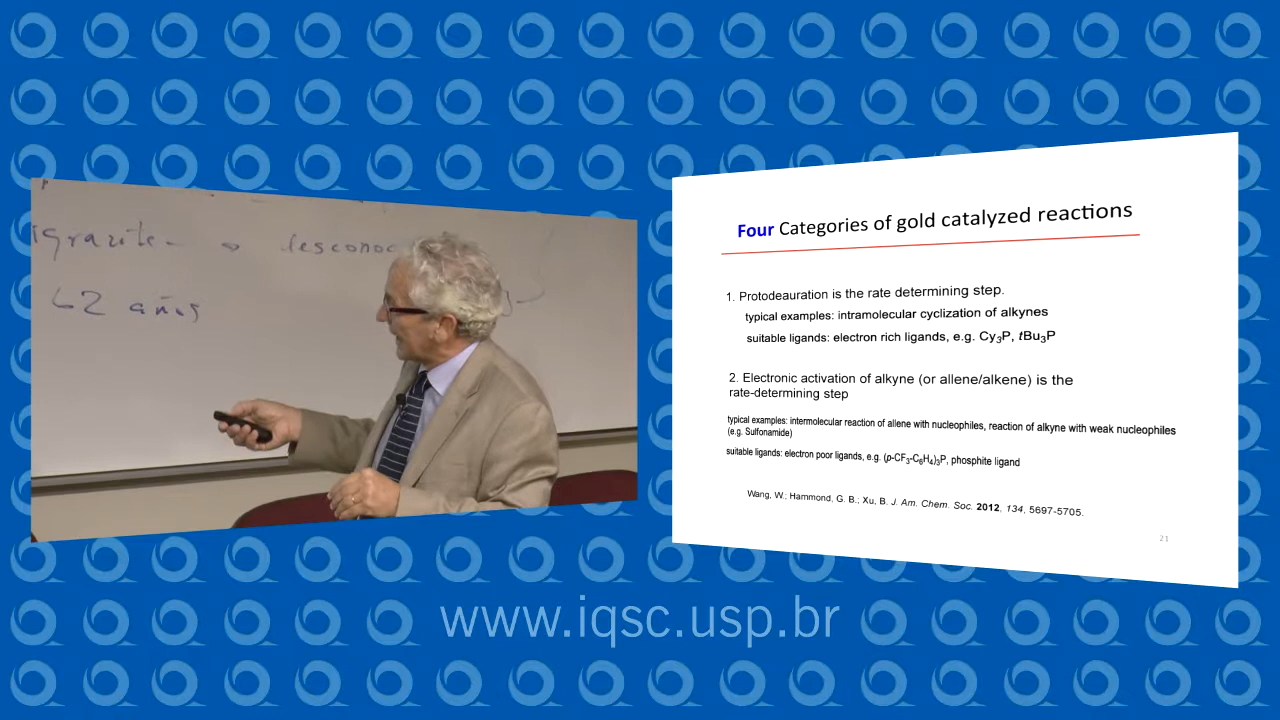 62 años
Four Categories of gold catalyzed reactions
1. Protodeauration is the rate determining step.
typical examples: intramolecular cyclization of alkynes
suitable ligands: electron rich ligands, e.g. Cy₃P, tBu₃P
2. Electronic activation of alkyne (or allene/alkene) is the
rate-determining step
typical examples: intermolecular reaction of allene with nucleophiles, reaction of alkyne with weak nucleophiles
(e.g. Sulfonamide)
suitable ligands: electron poor ligands, e.g. (p-CF₃-C₆H₄)₃P, phosphite ligand
Wang, W.; Hammond, G. B.; Xu, B. J. Am. Chem. Soc. 2012, 134, 5697-5705.
21
www.iqsc.usp.br